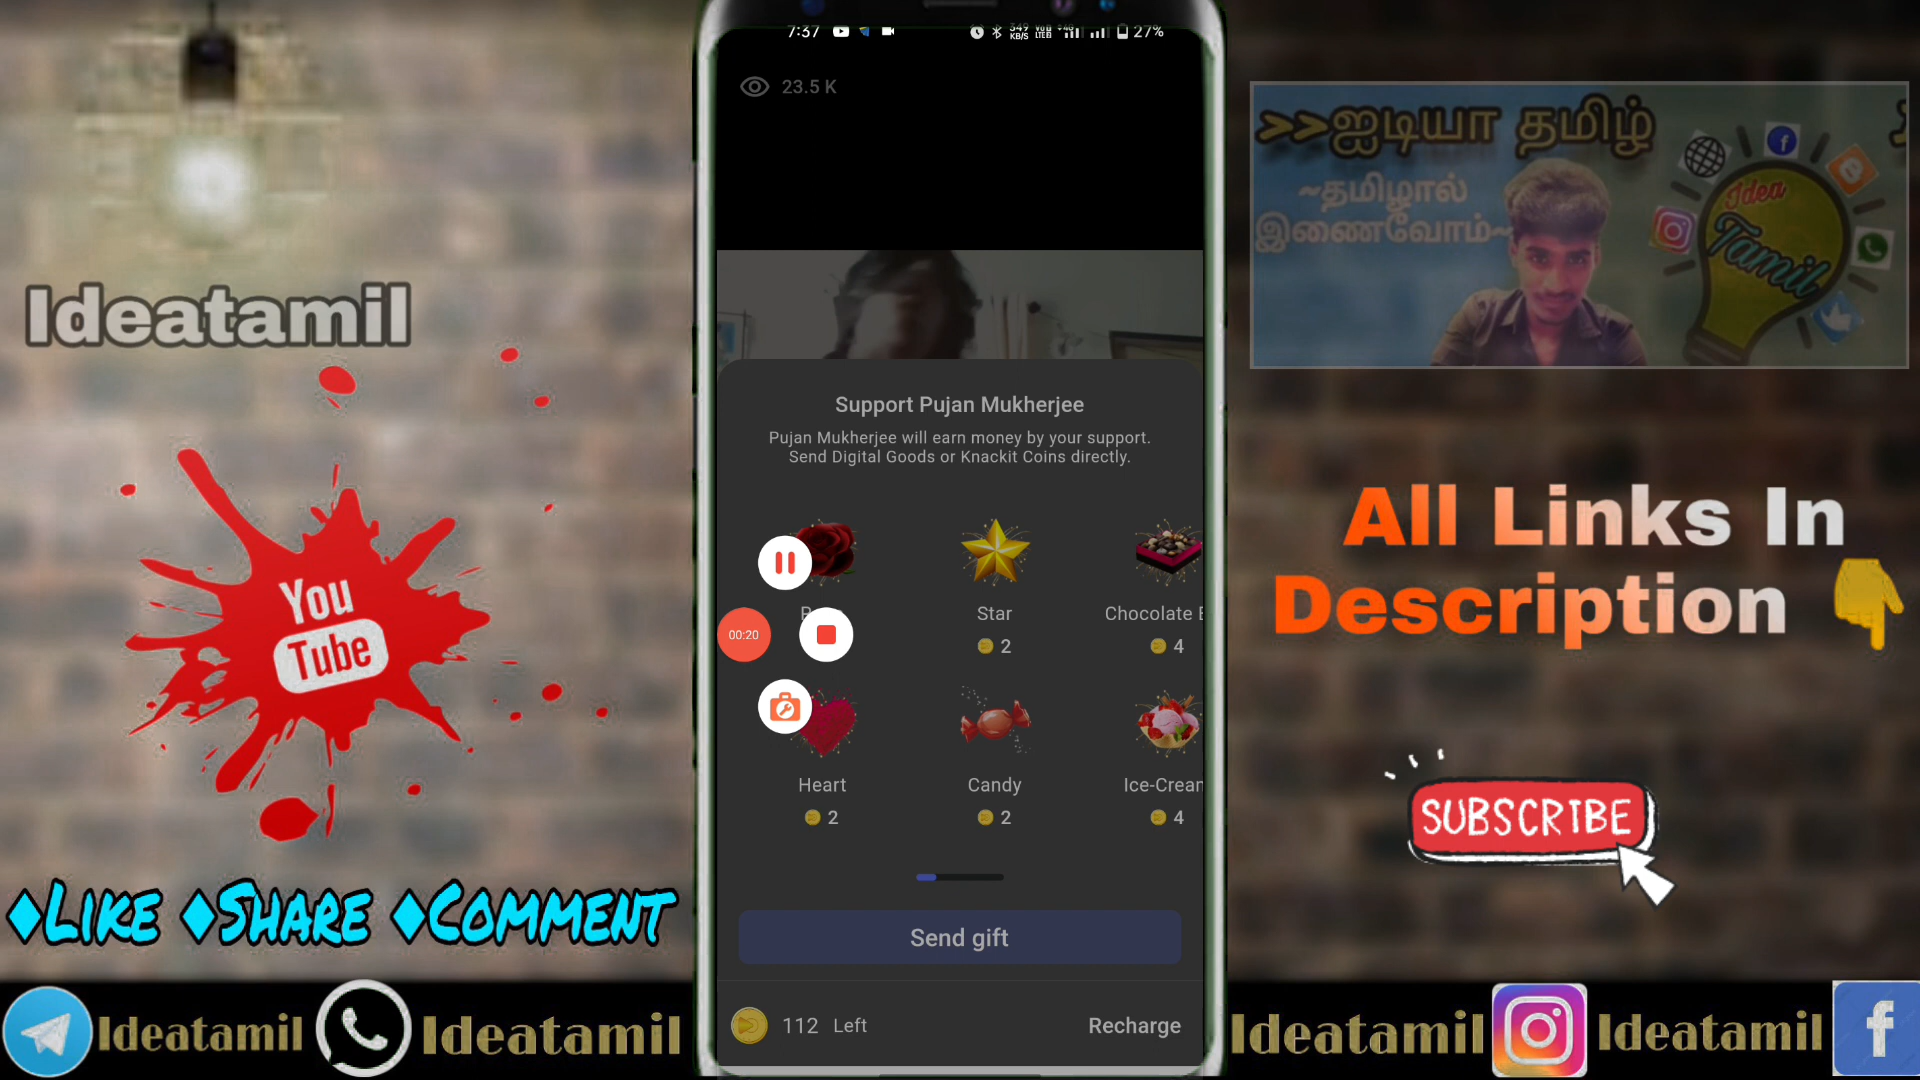 7:37
349 KB/S
27%
23.5 K
>>ஐடியா தமிழ்
~தமிழால்
இணைவோம்~
Idea
Tamil
Ideatamil
You
Tube
Support Pujan Mukherjee
Pujan Mukherjee will earn money by your support.
Send Digital Goods or Knackit Coins directly.
00:20
Star
2
Chocolate
4
Heart
2
Candy
2
Ice-Crean
4
Send gift
112 Left
Recharge
All Links In
Description
SUBSCRIBE
♦LIKE ♦SHARE ♦COMMENT
Ideatamil
Ideatamil
Ideatamil
Ideatamil